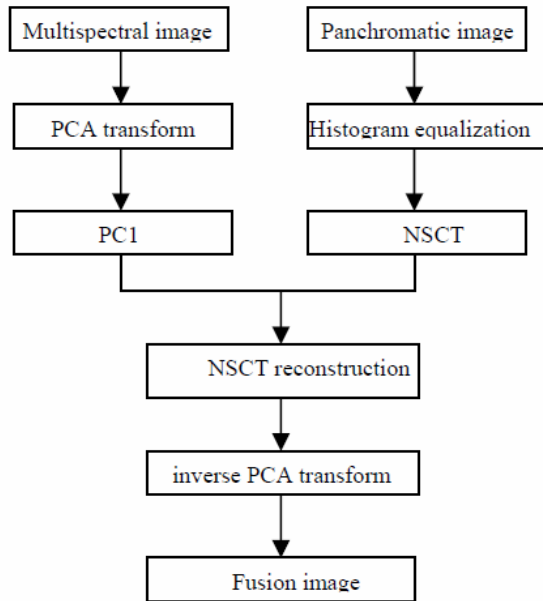 Multispectral image
Panchromatic image
PCA transform
Histogram equalization
PC1
NSCT
NSCT reconstruction
inverse PCA transform
Fusion image